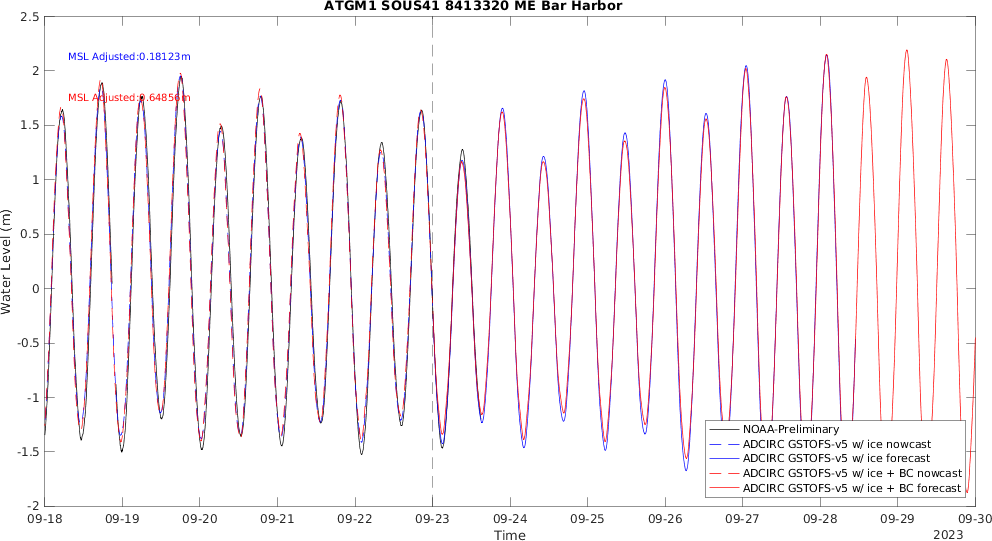 ATGM1 SOUS41 8413320 ME Bar Harbor
2.5
2
1.5
1
0.5
0
-0.5
-1
-1.5
-2
Water Level (m)
MSL Adjusted:0.18123m
MSL Adjusted:0.64856m
NOAA-Preliminary
ADCIRC GSTOFS-v5 w/ ice nowcast
ADCIRC GSTOFS-v5 w/ ice forecast
ADCIRC GSTOFS-v5 w/ ice + BC nowcast
ADCIRC GSTOFS-v5 w/ ice + BC forecast
09-18 09-19 09-20 09-21 09-22 09-23 09-24 09-25 09-26 09-27 09-28 09-29 09-30
Time
2023